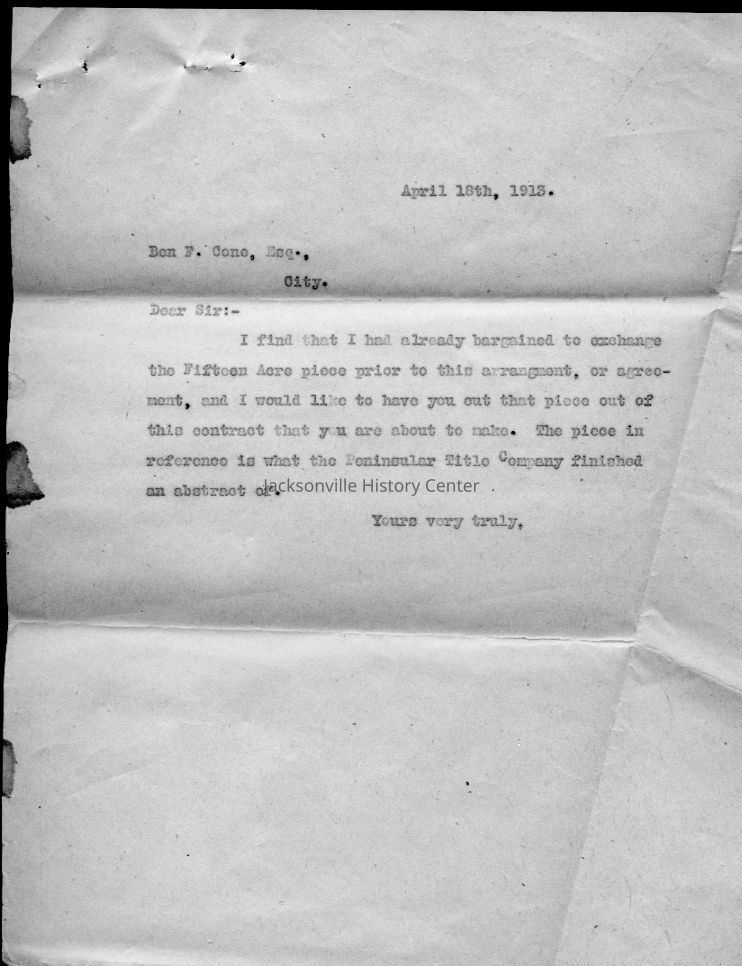 April 18th, 1913.
Ben F. Cone, Esq.,
City.
Dear Sir:-
I find that I had already bargained to exchange
the Fifteen Acre piece prior to this arrangment, or agree-
ment, and I would like to have you cut that piece out of
this contract that you are about to make. The piece in
reference is what the Peninsular Title Company finished
an abstract of.
Jacksonville History Center
Yours very truly,